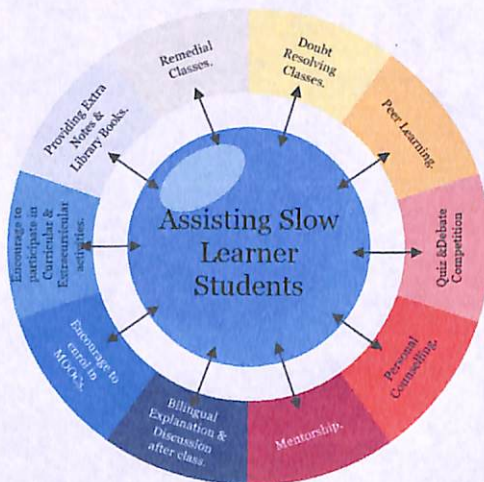 Assisting Slow
Learner
Students
Doubt
Resolving
Classes.
Peer Learning.
Quiz &Debate
Competition
Personal
Counselling.
Mentorship.
Bilingual
Explanation &
Discussion
after class.
Encourage to
enrol in
MOOCs.
Encourage to
participate in
Curricular &
Extracurricular
activities.
Providing Extra
Notes &
Library Books.
Remedial
Classes.